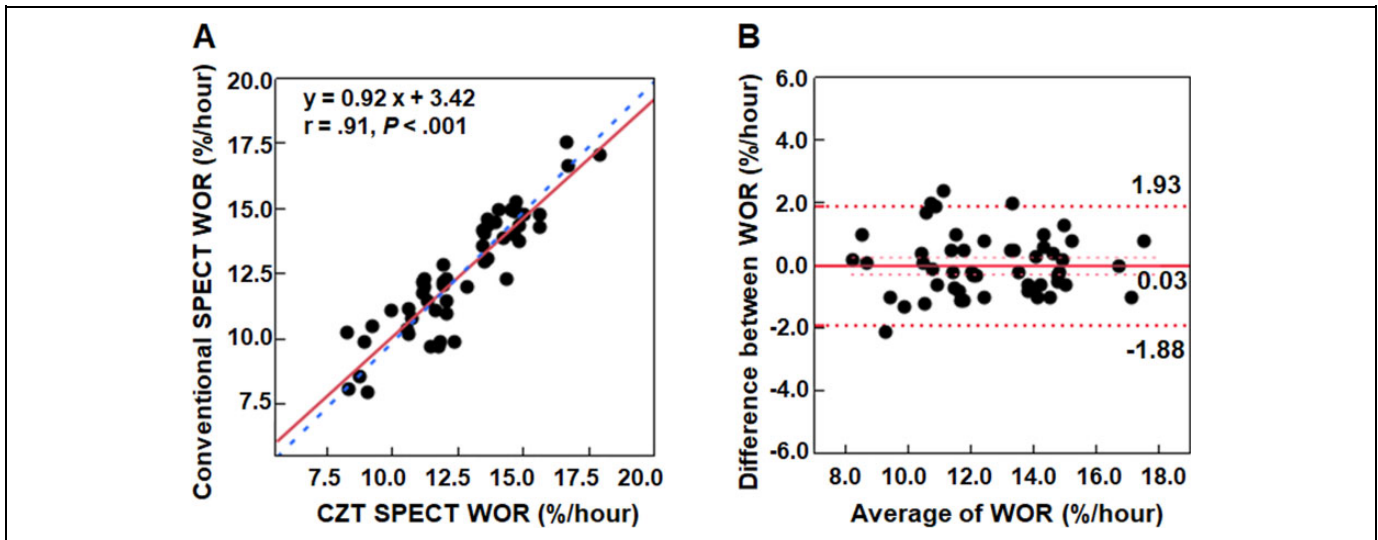 A
B
Conventional SPECT WOR (%/hour)
20.0
17.5
15.0
12.5
10.0
7.5
y = 0.92 x + 3.42
r = .91, P < .001
7.5 10.0 12.5 15.0 17.5 20.0
CZT SPECT WOR (%/hour)
Difference between WOR (%/hour)
6.0
4.0
2.0
0.0
-2.0
-4.0
-6.0
1.93
0.03
-1.88
8.0 10.0 12.0 14.0 16.0 18.0
Average of WOR (%/hour)